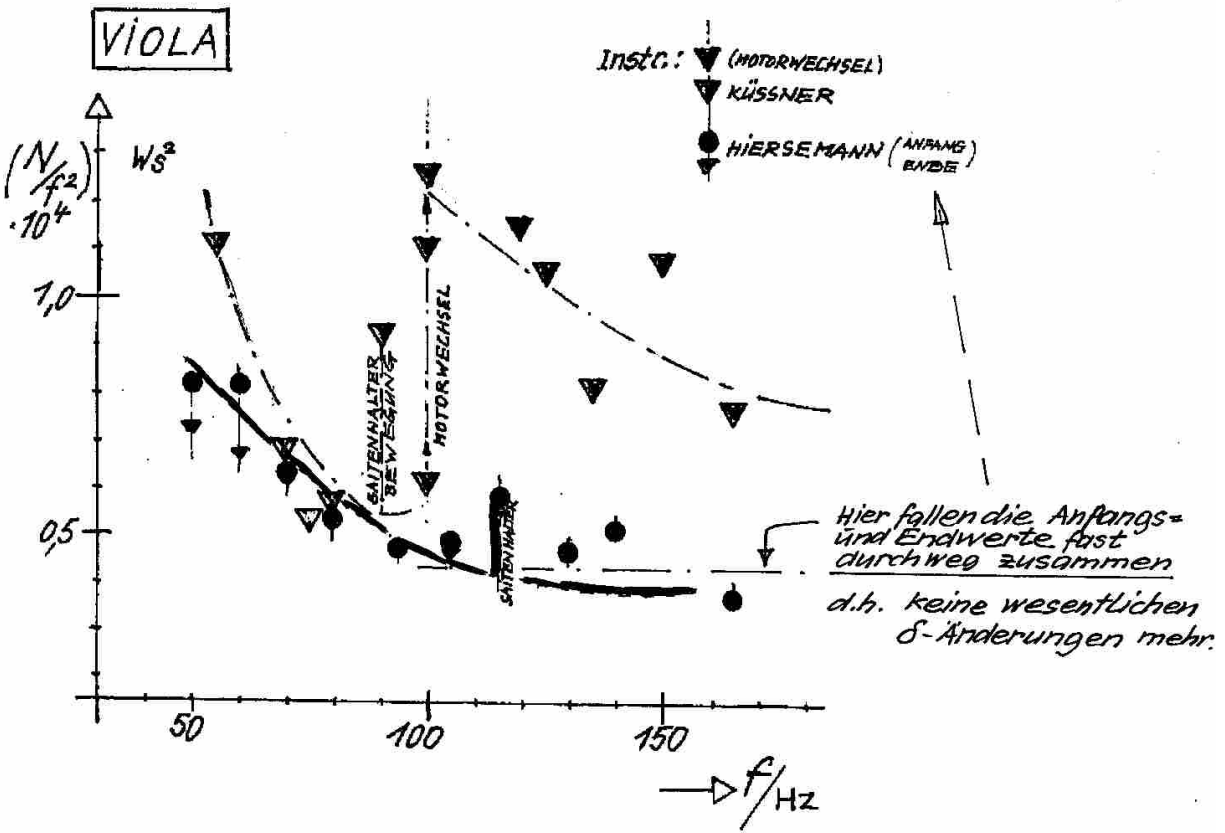 VIOLA
Instr.: (MOTORWECHSEL)
KÜSSNER
HIERSEMANN (ANFANG
ENDE)
(N/f²) Ws²
·10⁴
1,0
0,5
SAITENHALTER
BEWEGUNG
MOTORWECHSEL
SAITENHALTER
Hier fallen die Anfangs=
und Endwerte fast
durchweg zusammen
d.h. keine wesentlichen
δ-Änderungen mehr.
50 100 150
f/Hz